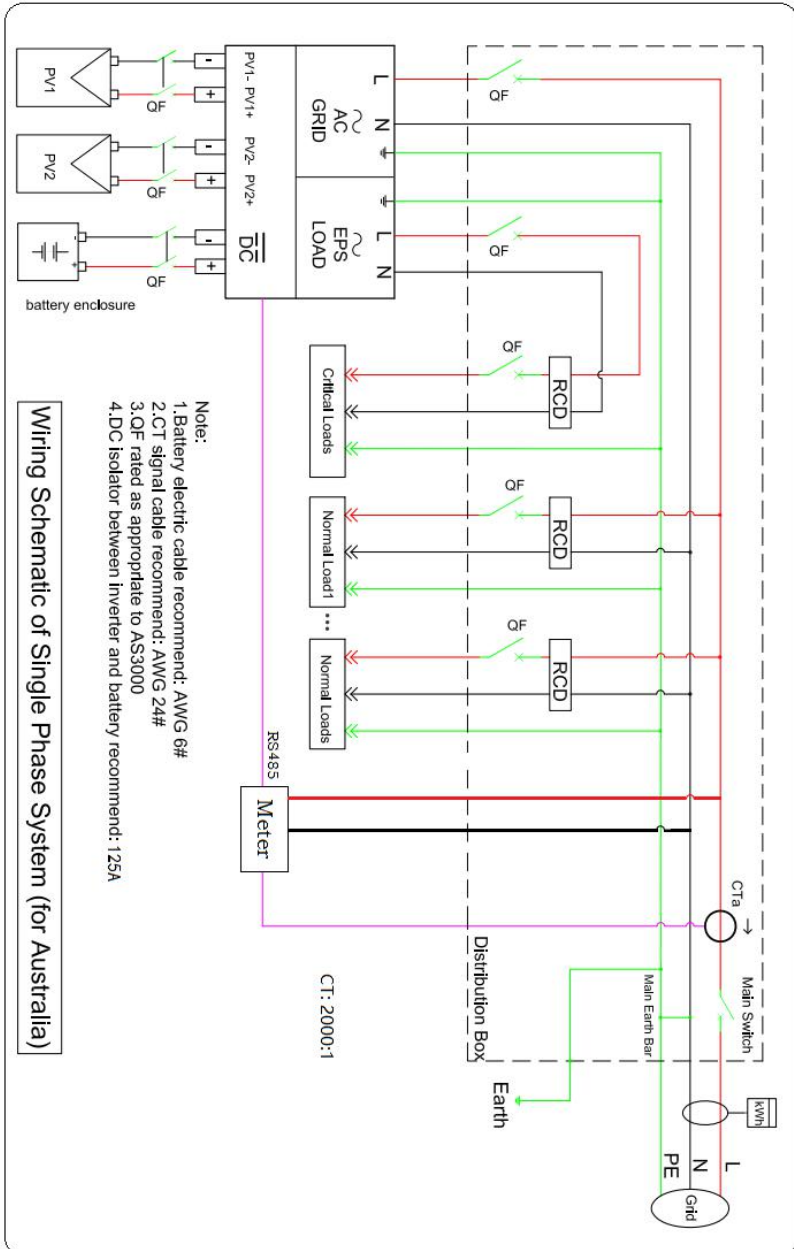 Wiring Schematic of Single Phase System (for Australia)
Note:
1.Battery electric cable recommend: AWG 6#
2.CT signal cable recommend: AWG 24#
3.QF rated as appropriate to AS3000
4.DC isolator between inverter and battery recommend: 125A
PV1
PV2
battery enclosure
QF
QF
QF
-
+
-
+
-
+
PV1- PV1+
PV2- PV2+
DC
AC
GRID
L
N
EPS
LOAD
L
N
QF
QF
QF
RCD
Critical Loads
QF
RCD
Normal Load1
...
QF
RCD
Normal Loads
RS485
Meter
CT: 2000:1
CTa
Main Switch
Main Earth Bar
Distribution Box
Earth
kWh
L
N
PE
Grid